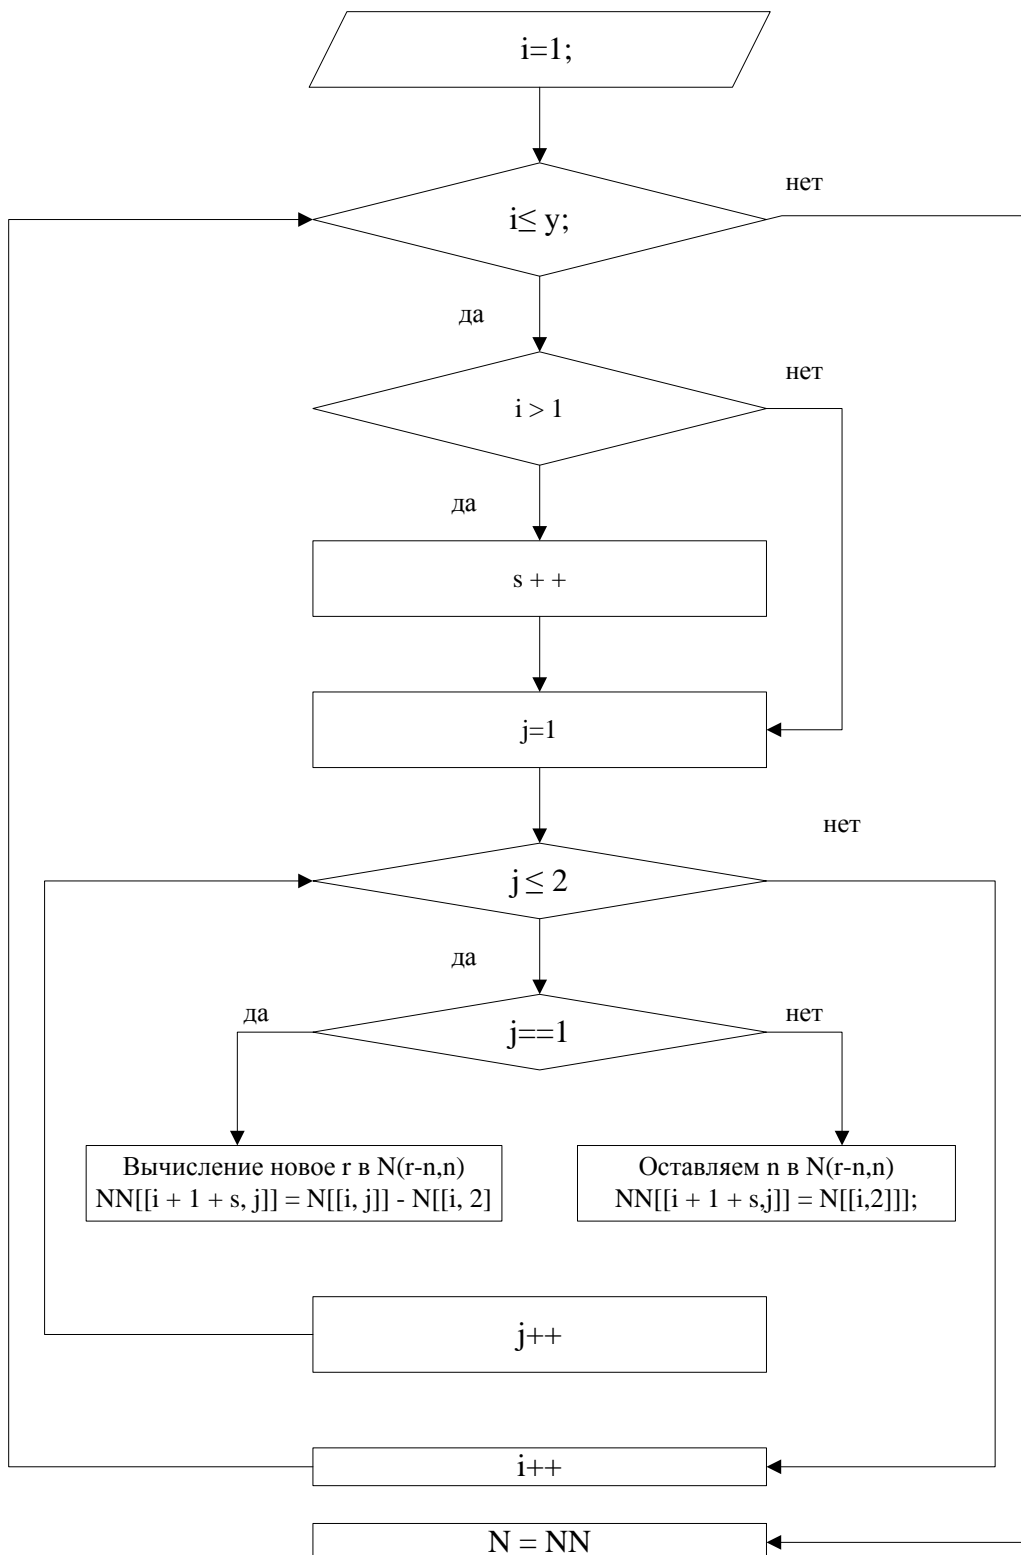 i=1;
нет
i≤ y;
да
нет
i > 1
да
s + +
j=1
нет
j ≤ 2
да
да
нет
j==1
Вычисление новое r в N(r-n,n)
NN[[i + 1 + s, j]] = N[[i, j]] - N[[i, 2]
Оставляем n в N(r-n,n)
NN[[i + 1 + s,j]] = N[[i,2]]];
j++
i++
N = NN